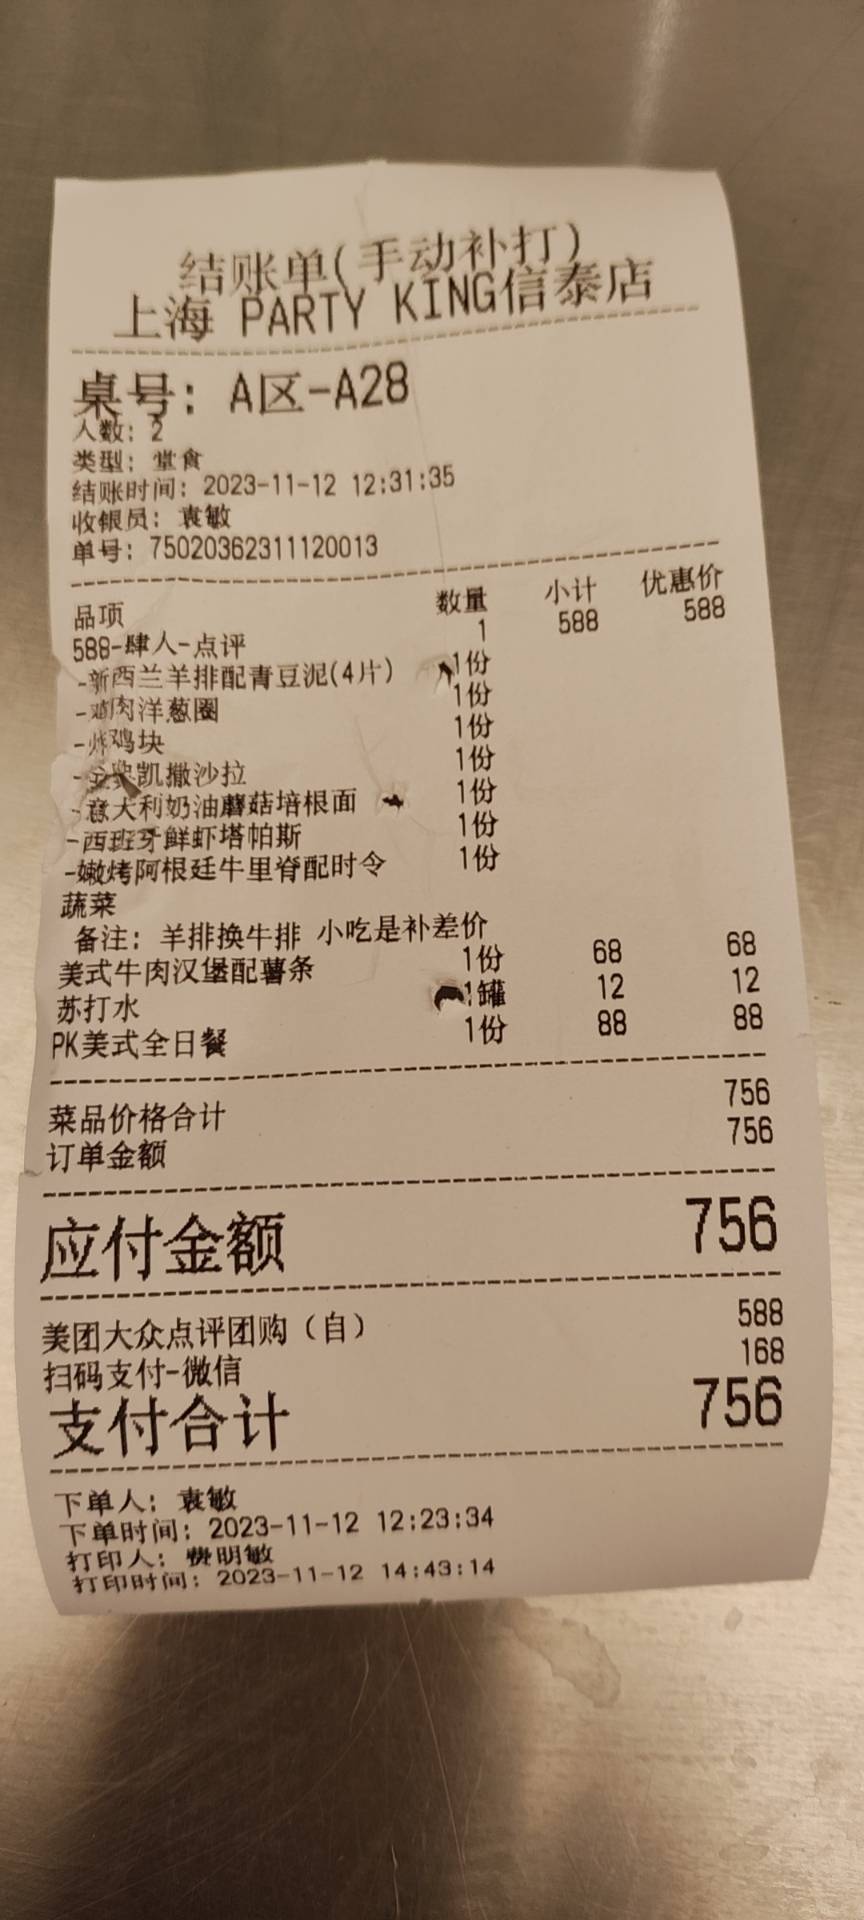 结账单(手动补打)
上海 PARTY KING信泰店
桌号: A区-A28
人数: 2
类型: 堂食
结账时间: 2023-11-12 12:31:35
收银员: 袁敏
单号: 75020362311120013
品项 数量 小计 优惠价
588-肆人-点评 1 588 588
-新西兰羊排配青豆泥(4片) 1份
-鸡肉洋葱圈 1份
-炸鸡块 1份
-凯撒沙拉 1份
-意大利奶油蘑菇培根面 1份
-西班牙鲜虾塔帕斯 1份
-嫩烤阿根廷牛里脊配时令 1份
蔬菜
备注: 羊排换牛排 小吃是补差价
美式牛肉汉堡配薯条 1份 68 68
苏打水 1罐 12 12
PK美式全日餐 1份 88 88
菜品价格合计 756
订单金额 756
应付金额 756
美团大众点评团购（自） 588
扫码支付-微信 168
支付合计 756
下单人: 袁敏
下单时间: 2023-11-12 12:23:34
打印人: 费明敏
打印时间: 2023-11-12 14:43:14